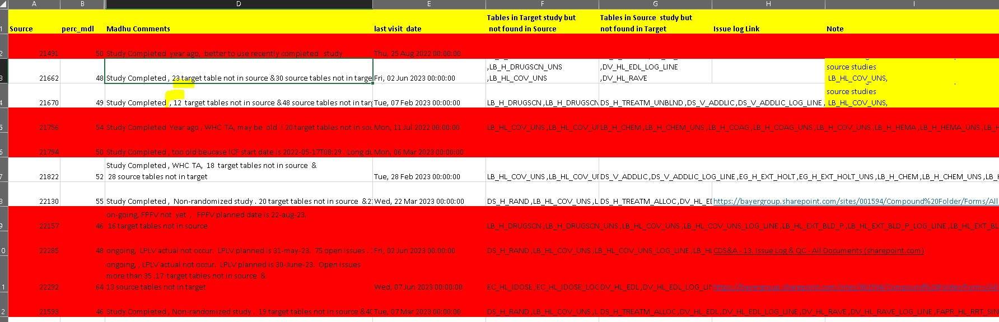 A B D E F G H I
1 Source perc_mdl Madhu Comments last visit date Tables in Target study but
not found in Source Tables in Source study but
not found in Target Issue log Link Note
2 21491 50 Study Completed year ago, better to use recently completed study Thu, 25 Aug 2022 00:00:00
3 21662 48 Study Completed , 23 target table not in source &30 source tables not in targe Fri, 02 Jun 2023 00:00:00 ,LB_H_DRUGSCN_UNS
,LB_HL_COV_UNS ,DV_HL_EDL_LOG_LINE
,DV_HL_RAVE source studies
LB_HL_COV_UNS,
4 21670 49 Study Completed , 12 target tables not in source &48 source tables not in targ Tue, 07 Feb 2023 00:00:00 LB_H_DRUGSCN ,LB_H_DRUGSCN DS_H_TREATM_UNBLND ,DS_V_ADDLIC ,DS_V_ADDLIC_LOG_LINE , source studies
LB_HL_COV_UNS,
5 21756 54 Study Completed Year ago , WHC TA, may be old ! 20 target tables not in sou Mon, 11 Jul 2022 00:00:00 LB_HL_COV_UNS ,LB_HL_COV_U LB_H_CHEM ,LB_H_CHEM_UNS ,LB_H_COAG ,LB_H_COAG_UNS ,LB_H_COV_UNS ,LB_H_HEMA ,LB_H_HEMA_UNS ,LB_H
6 21794 50 Study Completed , too old beucase ICF start date is 2022-05-17T08:29 . Long du Mon, 06 Mar 2023 00:00:00
7 21822 52 Study Completed , WHC TA, 18 target tables not in source &
28 source tables not in target Tue, 28 Feb 2023 00:00:00 LB_HL_COV_UNS ,LB_HL_COV_U DS_V_ADDLIC ,DS_V_ADDLIC_LOG_LINE ,EG_H_EXT_HOLT ,EG_H_EXT_HOLT_UNS ,LB_H_CHEM ,LB_H_CHEM_UNS ,LB_H
8 22130 55 Study Completed , Non-randomized study . 20 target tables not in source &2 Wed, 22 Mar 2023 00:00:00 DS_H_RAND ,LB_HL_COV_UNS ,L DS_H_TREATM_ALLOC ,DV_HL_E https://bayergroup.sharepoint.com/sites/001594/Compound%20Folder/Forms/All
9 22157 46 on-going, FPFV not yet , FPFV planned date is 22-aug-23.
16 target tables not in source LB_H_DRUGSCN ,LB_H_DRUGSCN_UNS ,LB_HL_COV_UNS ,LB_HL_COV_UNS_LOG_LINE ,LB_HL_EXT_BLD_P ,LB_HL_EXT_BLD_P_LOG_LINE ,LB_HL_EXT_BL
0 22285 48 ongoing, LPLV actual not occur. LPLV planned is 31-may-23. 75 open issues . Fri, 02 Jun 2023 00:00:00 DS_H_RAND ,LB_HL_COV_UNS ,LB_HL_COV_UNS_LOG_LINE ,LB_HI CDS&A - 13. Issue Log & QC - All Documents (sharepoint.com)
1 22292 64 ongoing, , LPLV actual not occur. LPLV planned is 30-June-23. Open issues
more than 35 .17 target tables not in source &
13 source tables not in target Wed, 07 Jun 2023 00:00:00 EC_HL_IDOSE ,EC_HL_IDOSE_LOG DV_HL_EDL ,DV_HL_EDL_LOG_LIN https://bayergroup.sharepoint.com/sites/001594/Compound%20Folder/Forms/All
2 21593 46 Study Completed , Non-randomized study . 19 target tables not in source &40 Tue, 07 Mar 2023 00:00:00 DS_H_RAND ,LB_HL_COV_UNS ,L DS_H_TREATM_ALLOC ,DV_HL_EDL ,DV_HL_EDL_LOG_LINE ,DV_HL_RAVE ,DV_HL_RAVE_LOG_LINE ,FAPR_HL_RRT_SIN